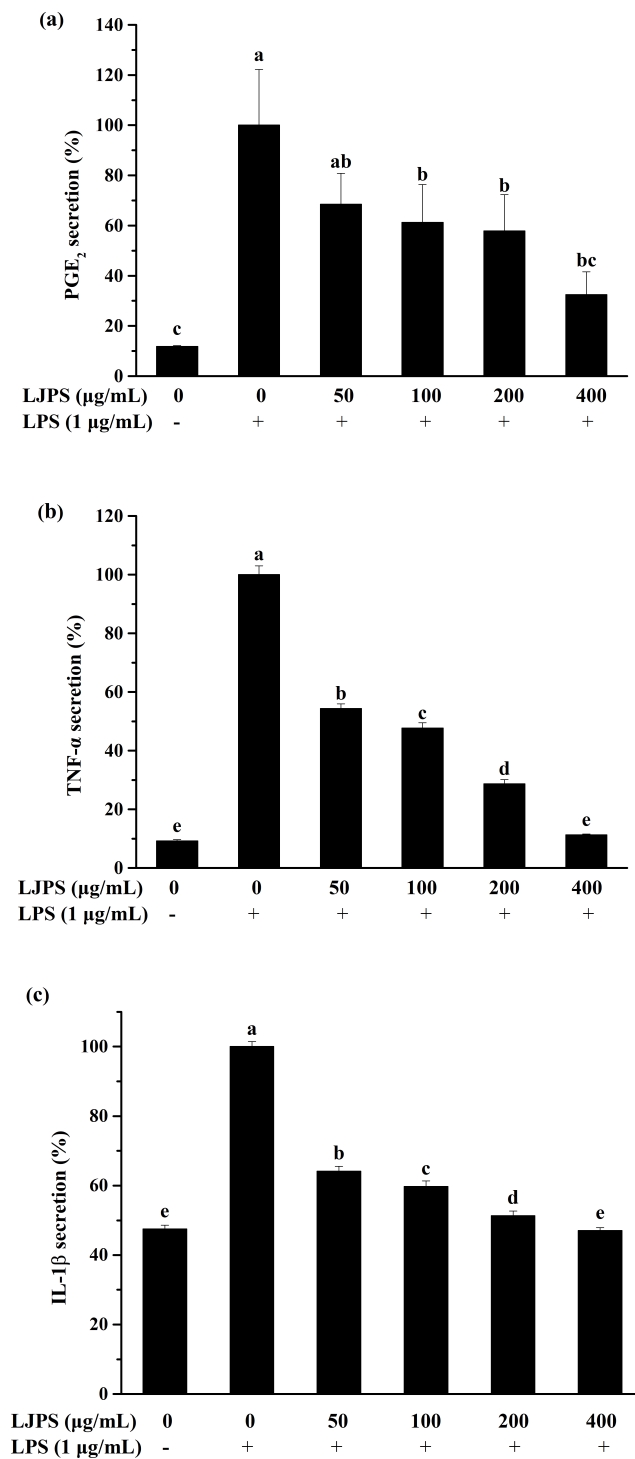 (a)
140
a
120
100
ab
80
b
b
60
bc
40
20
c
0
PGE₂ secretion (%)
LJPS (μg/mL) 0 0 50 100 200 400
LPS (1 μg/mL) - + + + + +
(b)
120
a
100
80
60
b
c
40
d
20
e
e
0
TNF-α secretion (%)
LJPS (μg/mL) 0 0 50 100 200 400
LPS (1 μg/mL) - + + + + +
(c)
a
100
80
b
c
60
d
e
e
40
20
0
IL-1β secretion (%)
LJPS (μg/mL) 0 0 50 100 200 400
LPS (1 μg/mL) - + + + + +